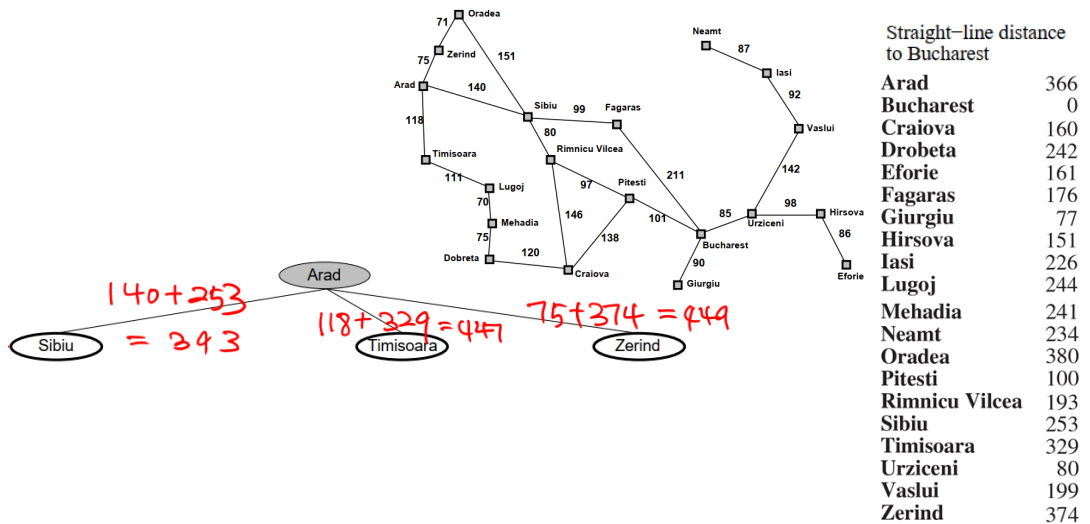 Oradea
71
Zerind
75
151
Arad
140
Sibiu
99
Fagaras
118
80
Timisoara
Rimnicu Vilcea
111
Lugoj
97
Pitesti
211
70
Mehadia
146
101
75
138
Dobreta
120
Craiova
Bucharest
90
Giurgiu
85
Urziceni
98
Hirsova
86
Eforie
142
Vaslui
92
Iasi
87
Neamt
Arad
140+253
= 393
118+329=447
75+374=449
Sibiu
Timisoara
Zerind
Straight-line distance
to Bucharest
Arad 366
Bucharest 0
Craiova 160
Drobeta 242
Eforie 161
Fagaras 176
Giurgiu 77
Hirsova 151
Iasi 226
Lugoj 244
Mehadia 241
Neamt 234
Oradea 380
Pitesti 100
Rimnicu Vilcea 193
Sibiu 253
Timisoara 329
Urziceni 80
Vaslui 199
Zerind 374